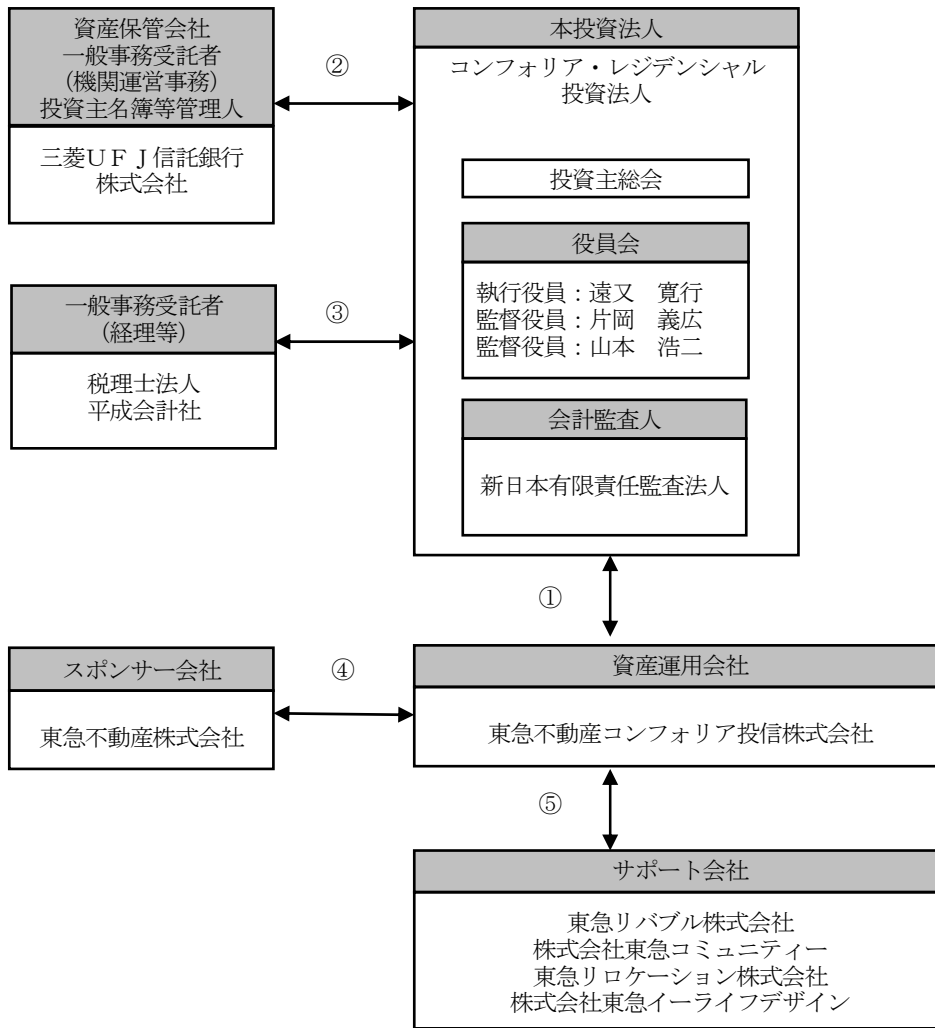 資産保管会社
一般事務受託者
(機関運営事務)
投資主名簿等管理人
三菱ＵＦＪ信託銀行
株式会社
②
本投資法人
コンフォリア・レジデンシャル
投資法人
投資主総会
役員会
執行役員：遠又　寛行
監督役員：片岡　義広
監督役員：山本　浩二
会計監査人
新日本有限責任監査法人
一般事務受託者
(経理等)
税理士法人
平成会計社
③
①
スポンサー会社
東急不動産株式会社
④
資産運用会社
東急不動産コンフォリア投信株式会社
⑤
サポート会社
東急リバブル株式会社
株式会社東急コミュニティー
東急リロケーション株式会社
株式会社東急イーライフデザイン